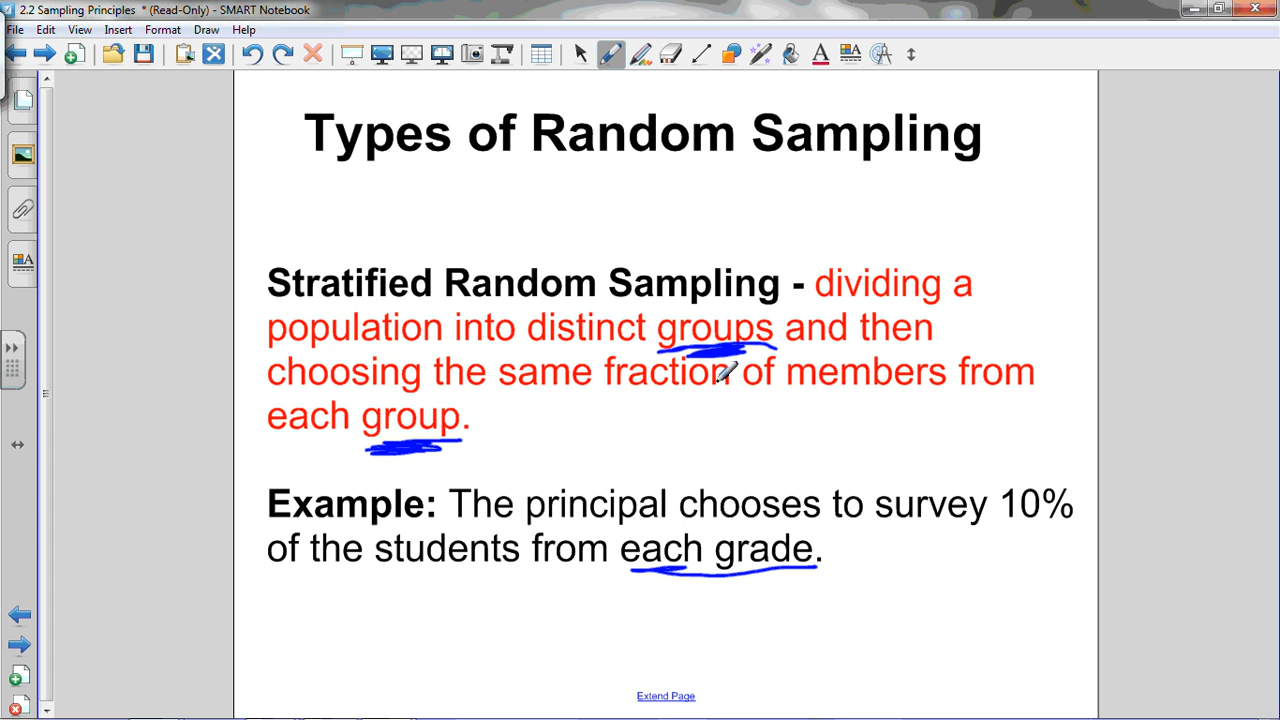 2.2 Sampling Principles * (Read-Only) - SMART Notebook
File Edit View Insert Format Draw Help
Types of Random Sampling
Stratified Random Sampling - dividing a
population into distinct groups and then
choosing the same fraction of members from
each group.
Example: The principal chooses to survey 10%
of the students from each grade.
Extend Page